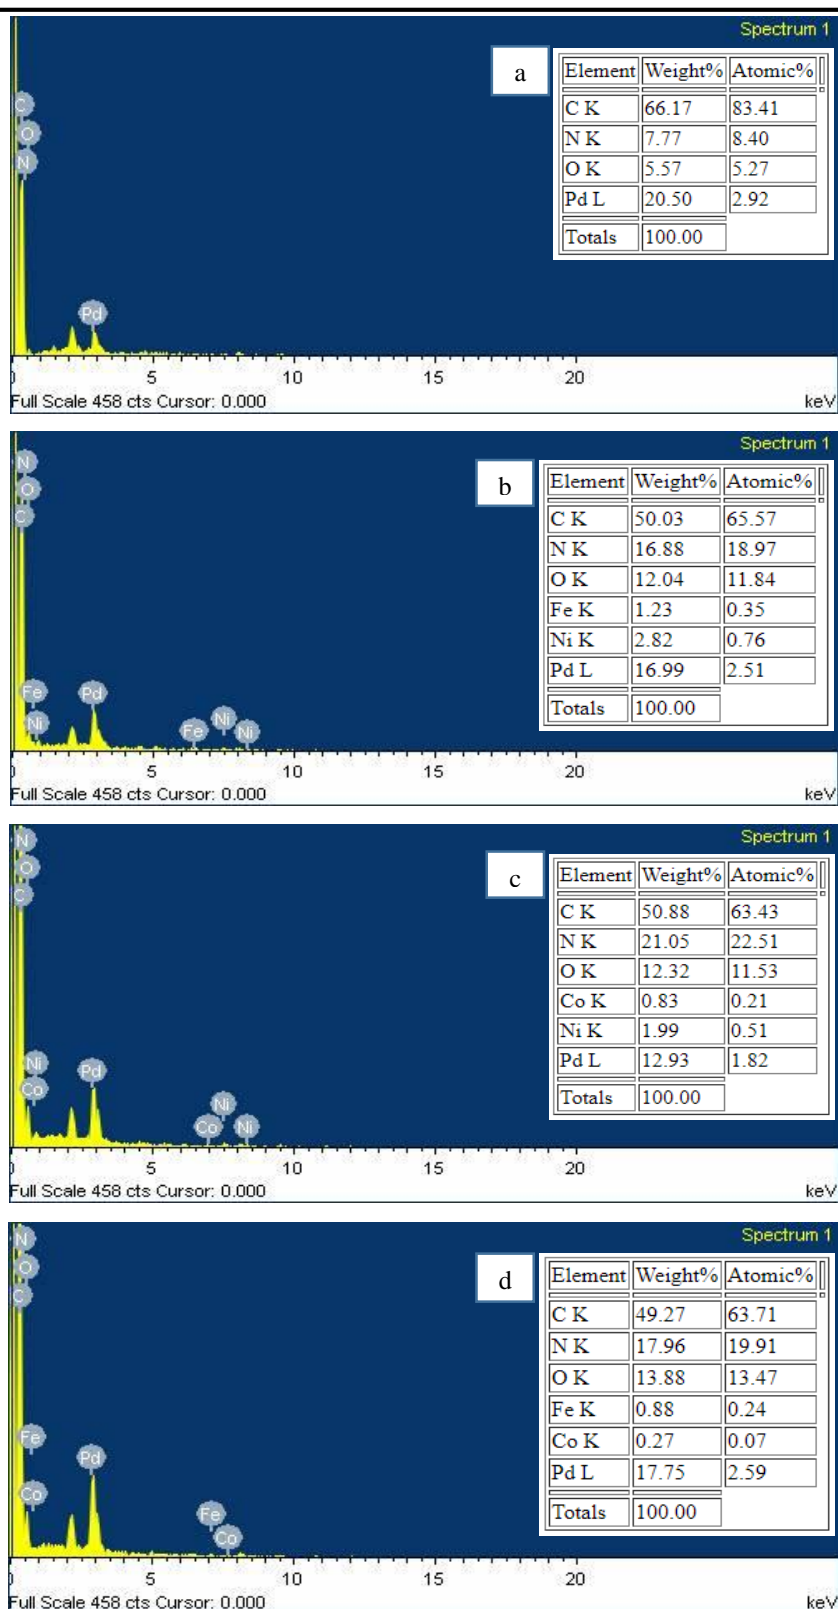 Spectrum 1
a
Element Weight% Atomic%
C K 66.17 83.41
N K 7.77 8.40
O K 5.57 5.27
Pd L 20.50 2.92
Totals 100.00
C
O
N
Pd
0 5 10 15 20
Full Scale 458 cts Cursor: 0.000 keV
Spectrum 1
b
Element Weight% Atomic%
C K 50.03 65.57
N K 16.88 18.97
O K 12.04 11.84
Fe K 1.23 0.35
Ni K 2.82 0.76
Pd L 16.99 2.51
Totals 100.00
N
O
C
Fe Pd
Ni Fe Ni Ni
0 5 10 15 20
Full Scale 458 cts Cursor: 0.000 keV
Spectrum 1
c
Element Weight% Atomic%
C K 50.88 63.43
N K 21.05 22.51
O K 12.32 11.53
Co K 0.83 0.21
Ni K 1.99 0.51
Pd L 12.93 1.82
Totals 100.00
N
O
C
Ni Pd
Co Ni
Co Ni
0 5 10 15 20
Full Scale 458 cts Cursor: 0.000 keV
Spectrum 1
d
Element Weight% Atomic%
C K 49.27 63.71
N K 17.96 19.91
O K 13.88 13.47
Fe K 0.88 0.24
Co K 0.27 0.07
Pd L 17.75 2.59
Totals 100.00
N
O
C
Fe Pd
Co Fe
Co
0 5 10 15 20
Full Scale 458 cts Cursor: 0.000 keV